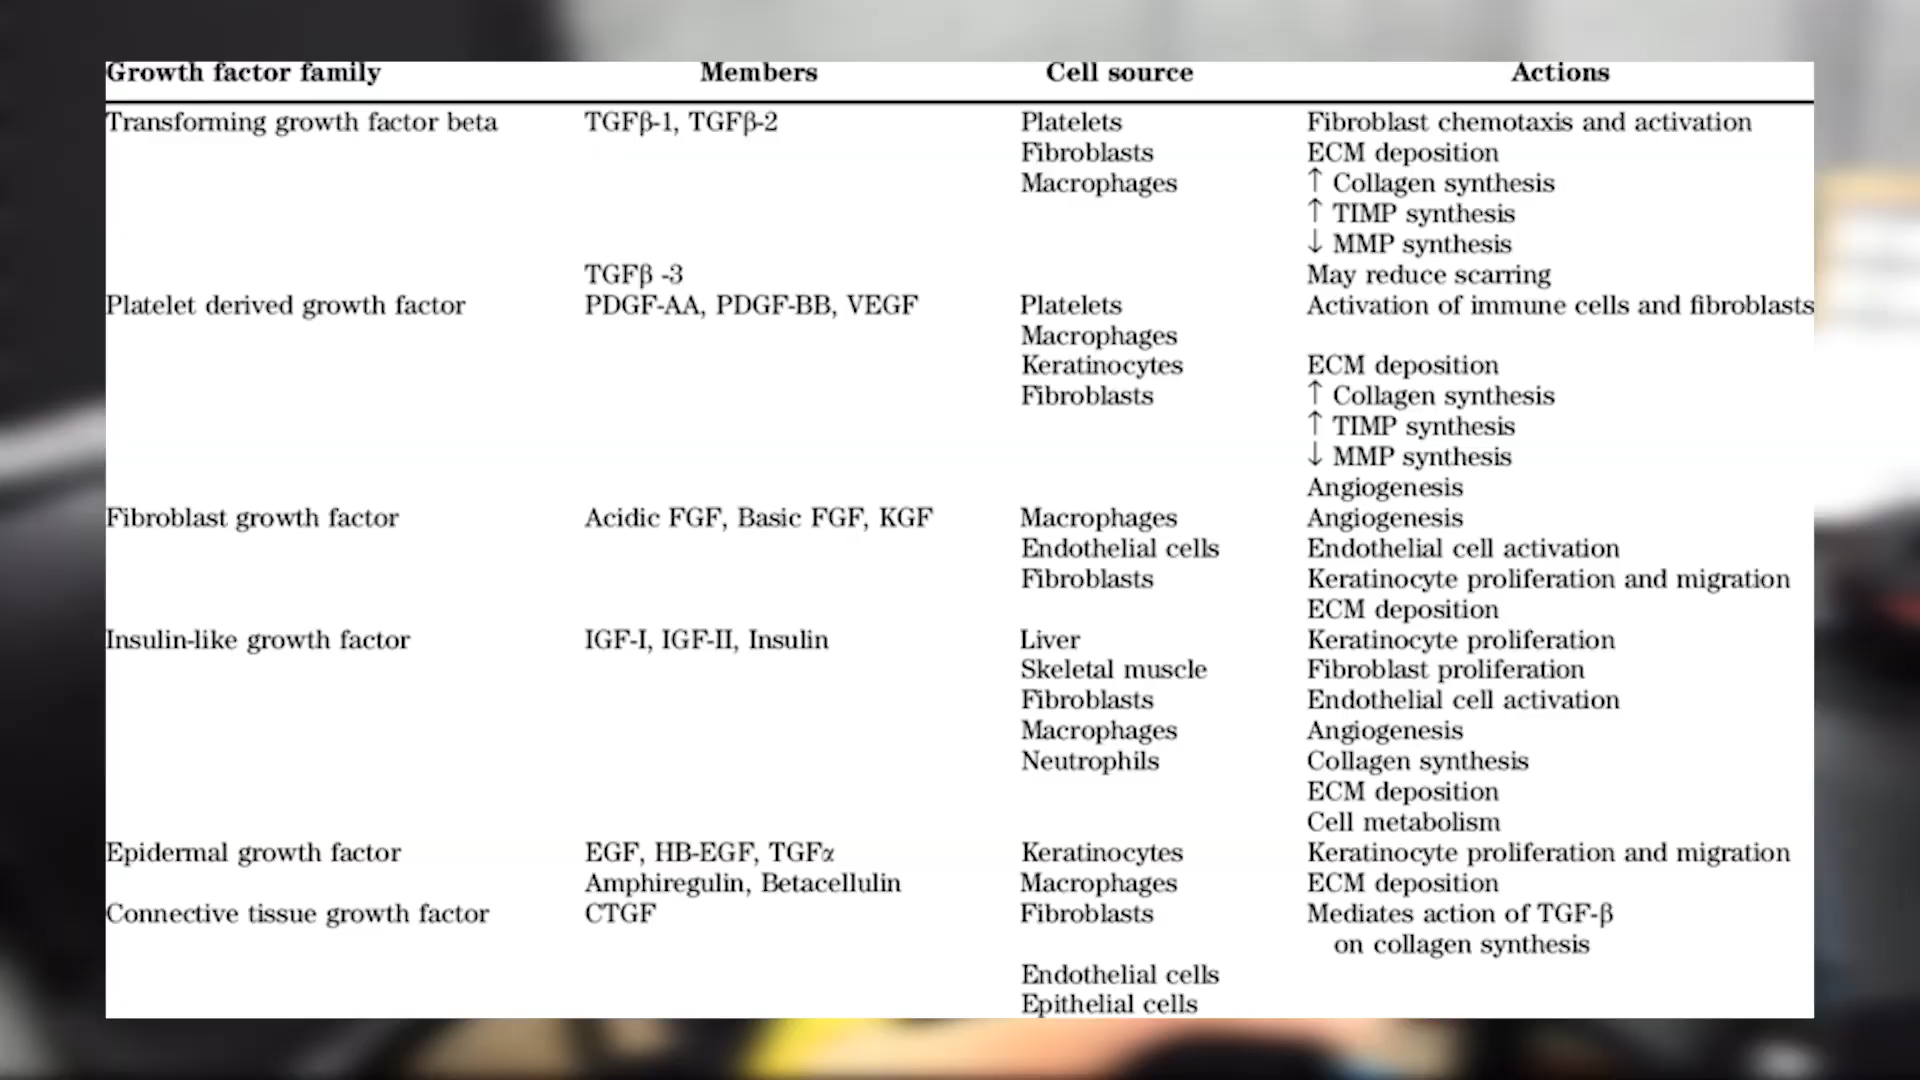 Growth factor family Members Cell source Actions
Transforming growth factor beta TGFβ-1, TGFβ-2 Platelets Fibroblast chemotaxis and activation
Fibroblasts ECM deposition
Macrophages ↑ Collagen synthesis
↑ TIMP synthesis
↓ MMP synthesis
TGFβ -3 May reduce scarring
Platelet derived growth factor PDGF-AA, PDGF-BB, VEGF Platelets Activation of immune cells and fibroblasts
Macrophages
Keratinocytes ECM deposition
Fibroblasts ↑ Collagen synthesis
↑ TIMP synthesis
↓ MMP synthesis
Angiogenesis
Fibroblast growth factor Acidic FGF, Basic FGF, KGF Macrophages Angiogenesis
Endothelial cells Endothelial cell activation
Fibroblasts Keratinocyte proliferation and migration
ECM deposition
Insulin-like growth factor IGF-I, IGF-II, Insulin Liver Keratinocyte proliferation
Skeletal muscle Fibroblast proliferation
Fibroblasts Endothelial cell activation
Macrophages Angiogenesis
Neutrophils Collagen synthesis
ECM deposition
Cell metabolism
Epidermal growth factor EGF, HB-EGF, TGFα Keratinocytes Keratinocyte proliferation and migration
Amphiregulin, Betacellulin Macrophages ECM deposition
Connective tissue growth factor CTGF Fibroblasts Mediates action of TGF-β
on collagen synthesis
Endothelial cells
Epithelial cells